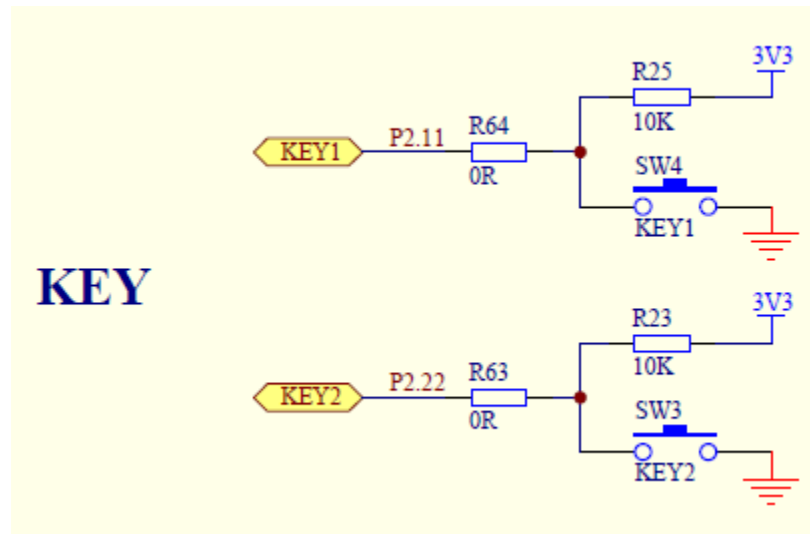 3V3
R25
10K
KEY1
P2.11
R64
0R
SW4
KEY1
KEY
3V3
R23
10K
KEY2
P2.22
R63
0R
SW3
KEY2